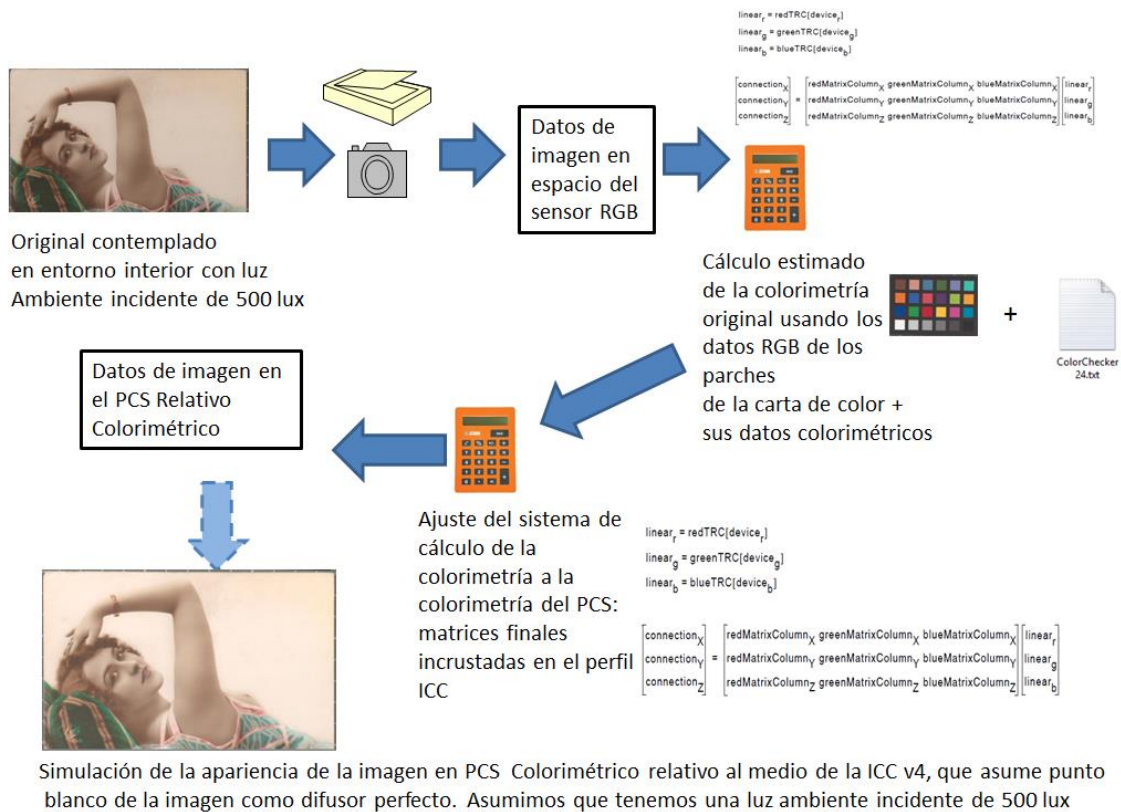 linear_r = redTRC[device_r]
linear_g = greenTRC[device_g]
linear_b = blueTRC[device_b]
connection_X redMatrixColumn_X greenMatrixColumn_X blueMatrixColumn_X linear_r
connection_Y = redMatrixColumn_Y greenMatrixColumn_Y blueMatrixColumn_Y linear_g
connection_Z redMatrixColumn_Z greenMatrixColumn_Z blueMatrixColumn_Z linear_b
Datos de
imagen en
espacio del
sensor RGB
Original contemplado
en entorno interior con luz
Ambiente incidente de 500 lux
Cálculo estimado
de la colorimetría
original usando los
datos RGB de los
parches
de la carta de color +
sus datos colorimétricos
+
ColorChecker
24.txt
Datos de imagen en
el PCS Relativo
Colorimétrico
Ajuste del sistema de
cálculo de la
colorimetría a la
colorimetría del PCS:
matrices finales
incrustadas en el perfil
ICC
linear_r = redTRC[device_r]
linear_g = greenTRC[device_g]
linear_b = blueTRC[device_b]
connection_X redMatrixColumn_X greenMatrixColumn_X blueMatrixColumn_X linear_r
connection_Y = redMatrixColumn_Y greenMatrixColumn_Y blueMatrixColumn_Y linear_g
connection_Z redMatrixColumn_Z greenMatrixColumn_Z blueMatrixColumn_Z linear_b
Simulación de la apariencia de la imagen en PCS Colorimétrico relativo al medio de la ICC v4, que asume punto
blanco de la imagen como difusor perfecto. Asumimos que tenemos una luz ambiente incidente de 500 lux